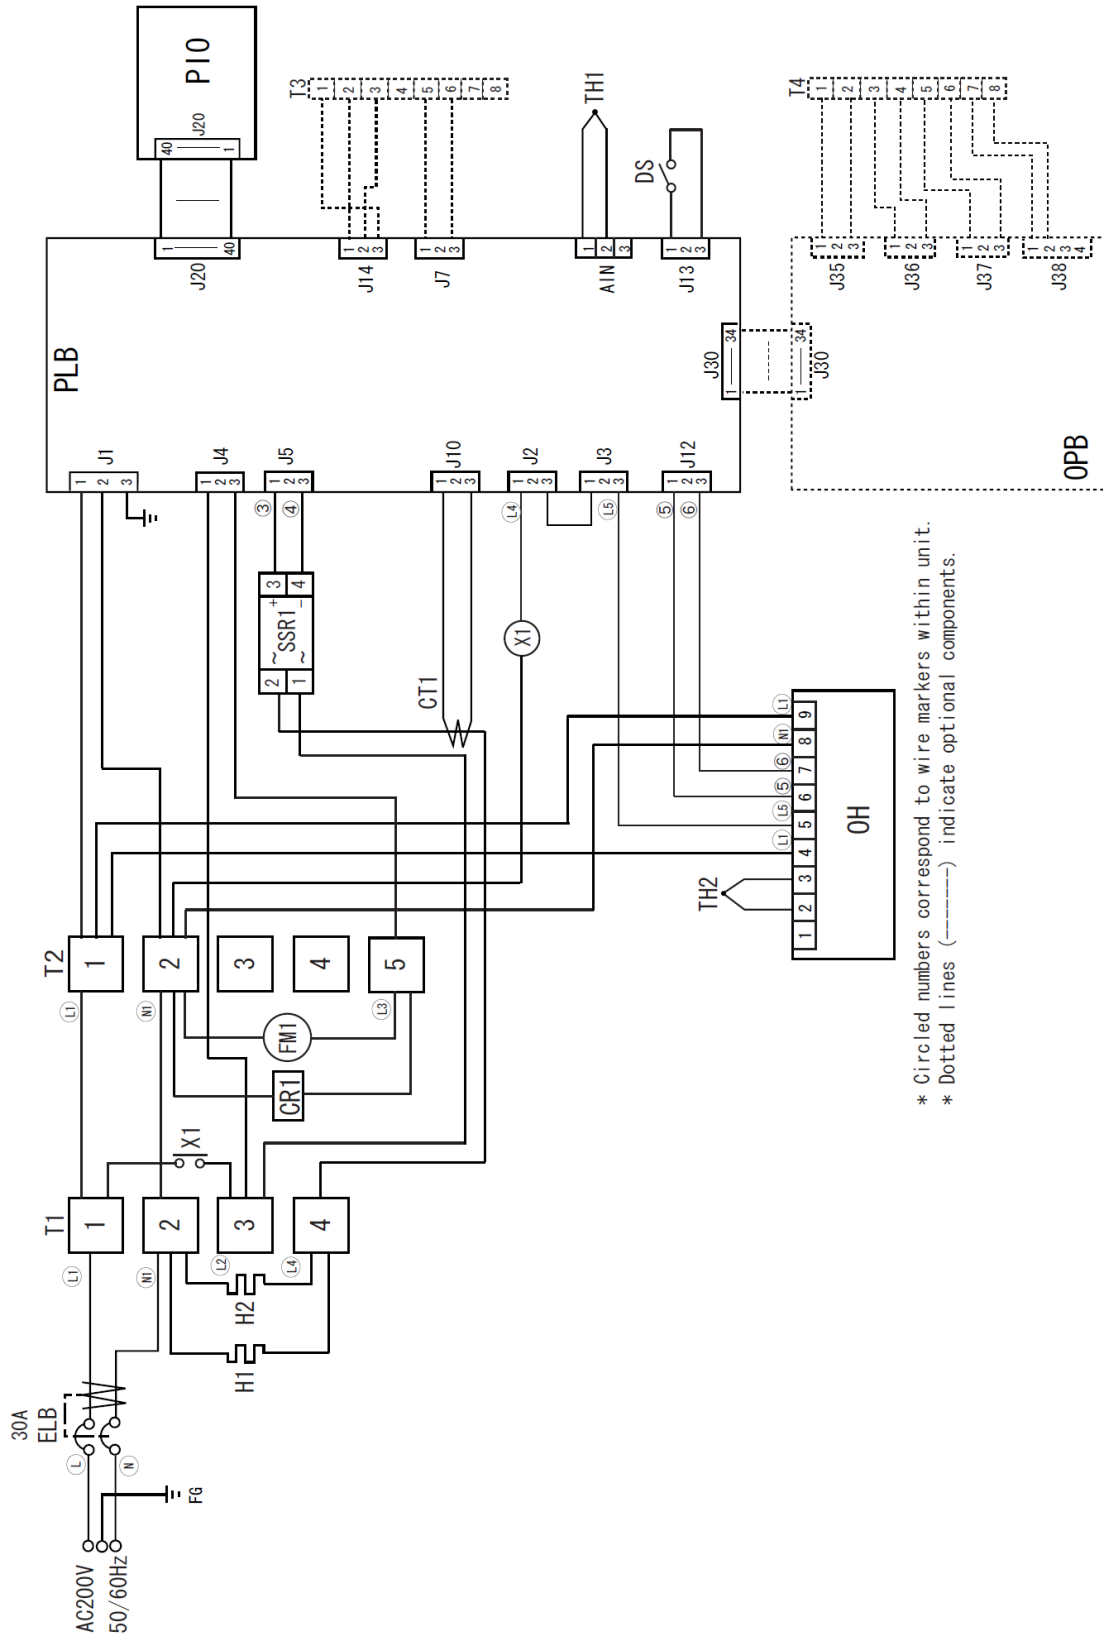 AC200V
50/60Hz
FG
L
N
30A
ELB
L1
N1
T1
1
2
3
4
L2
L4
H1
H2
X1
T2
1
2
3
4
5
L1
N1
L3
FM1
CR1
SSR1
2
1
3
4
~
~
+
-
3
4
CT1
X1
L4
L5
5
6
TH2
OH
1
2
3
4
5
6
7
8
9
L1
L5
5
6
N1
L1
PLB
J1
1
2
3
J4
1
2
3
J5
1
2
3
J10
1
2
3
J2
1
2
3
J3
1
2
3
J12
1
2
3
J20
1
40
J14
1
2
3
J7
1
2
3
AIN
1
2
3
J13
1
2
3
J30
1
34
PIO
J20
40
1
T3
1
2
3
4
5
6
7
8
TH1
DS
OPB
J30
1
34
J35
1
2
3
J36
1
2
3
J37
1
2
3
J38
1
2
3
4
T4
1
2
3
4
5
6
7
8
* Circled numbers correspond to wire markers within unit.
* Dotted lines (-------) indicate optional components.